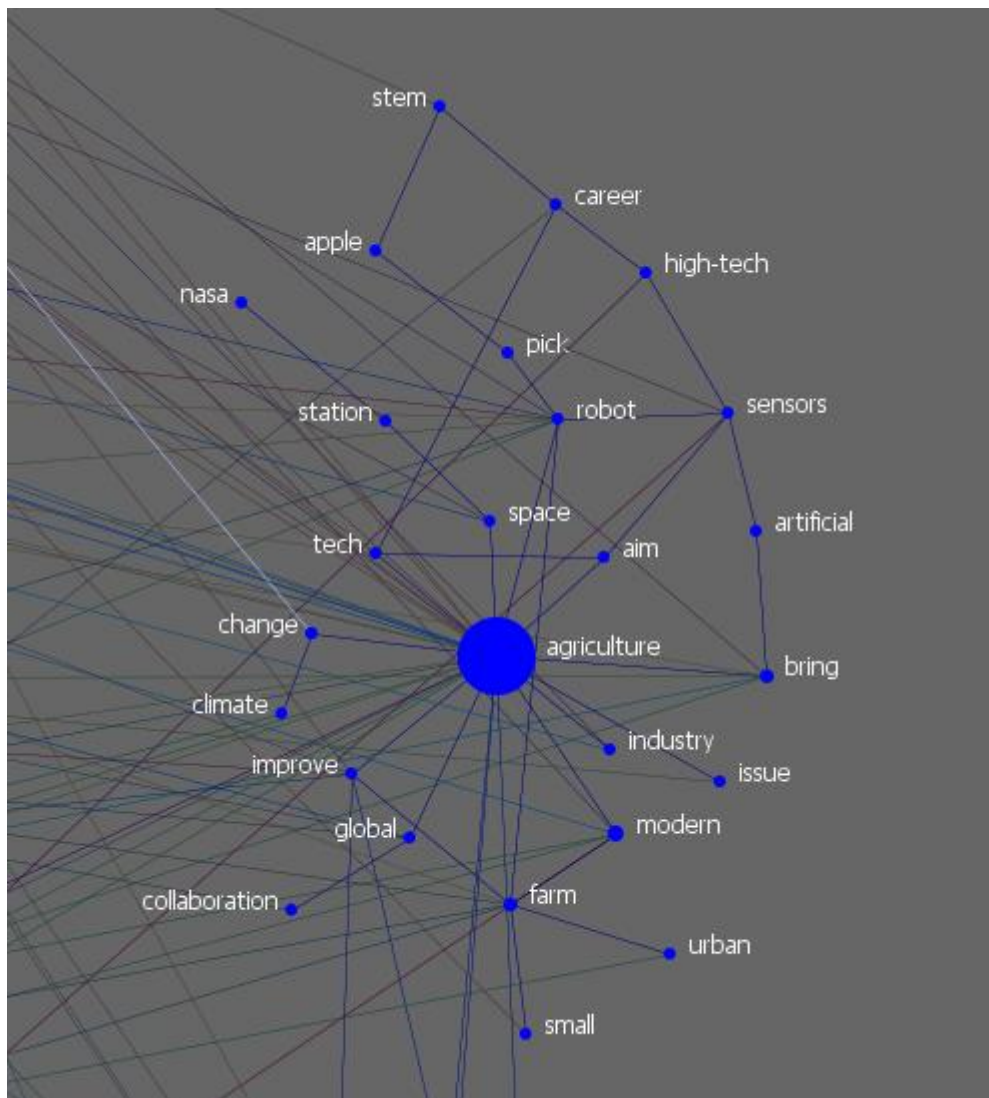 stem
career
apple
high-tech
nasa
pick
station
robot
sensors
space
artificial
tech
aim
change
agriculture
bring
climate
industry
improve
issue
global
modern
collaboration
farm
urban
small